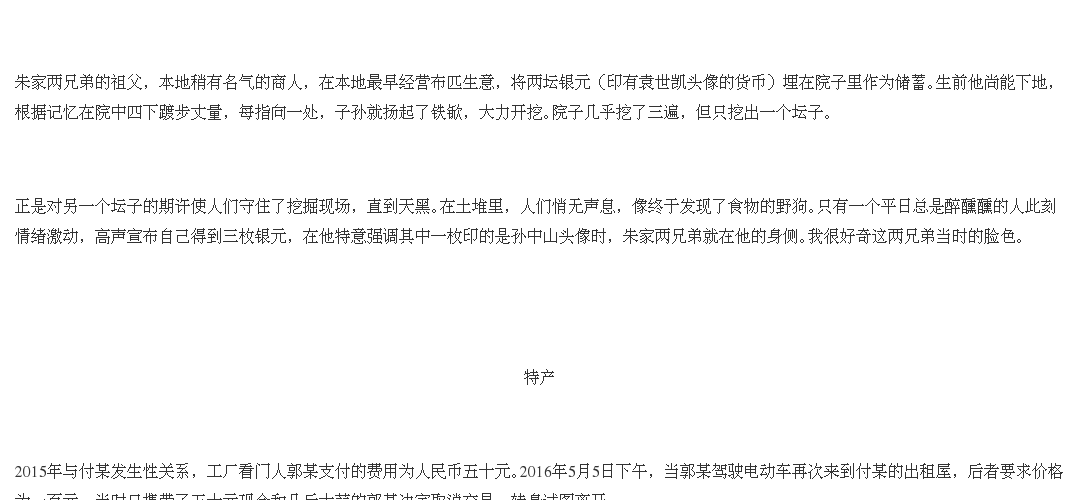 朱家两兄弟的祖父，本地稍有名气的商人，在本地最早经营布匹生意，将两坛银元（印有袁世凯头像的货币）埋在院子里作为储蓄。生前他尚能下地，
根据记忆在院中四下踱步丈量，每指向一处，子孙就扬起了铁锨，大力开挖。院子几乎挖了三遍，但只挖出一个坛子。
正是对另一个坛子的期许使人们守住了挖掘现场，直到天黑。在土堆里，人们悄无声息，像终于发现了食物的野狗。只有一个平日总是醉醺醺的人此刻
情绪激动，高声宣布自己得到三枚银元，在他特意强调其中一枚印的是孙中山头像时，朱家两兄弟就在他的身侧。我很好奇这两兄弟当时的脸色。
特产
2015年与付某发生性关系，工厂看门人郭某支付的费用为人民币五十元。2016年5月5日下午，当郭某驾驶电动车再次来到付某的出租屋，后者要求价格